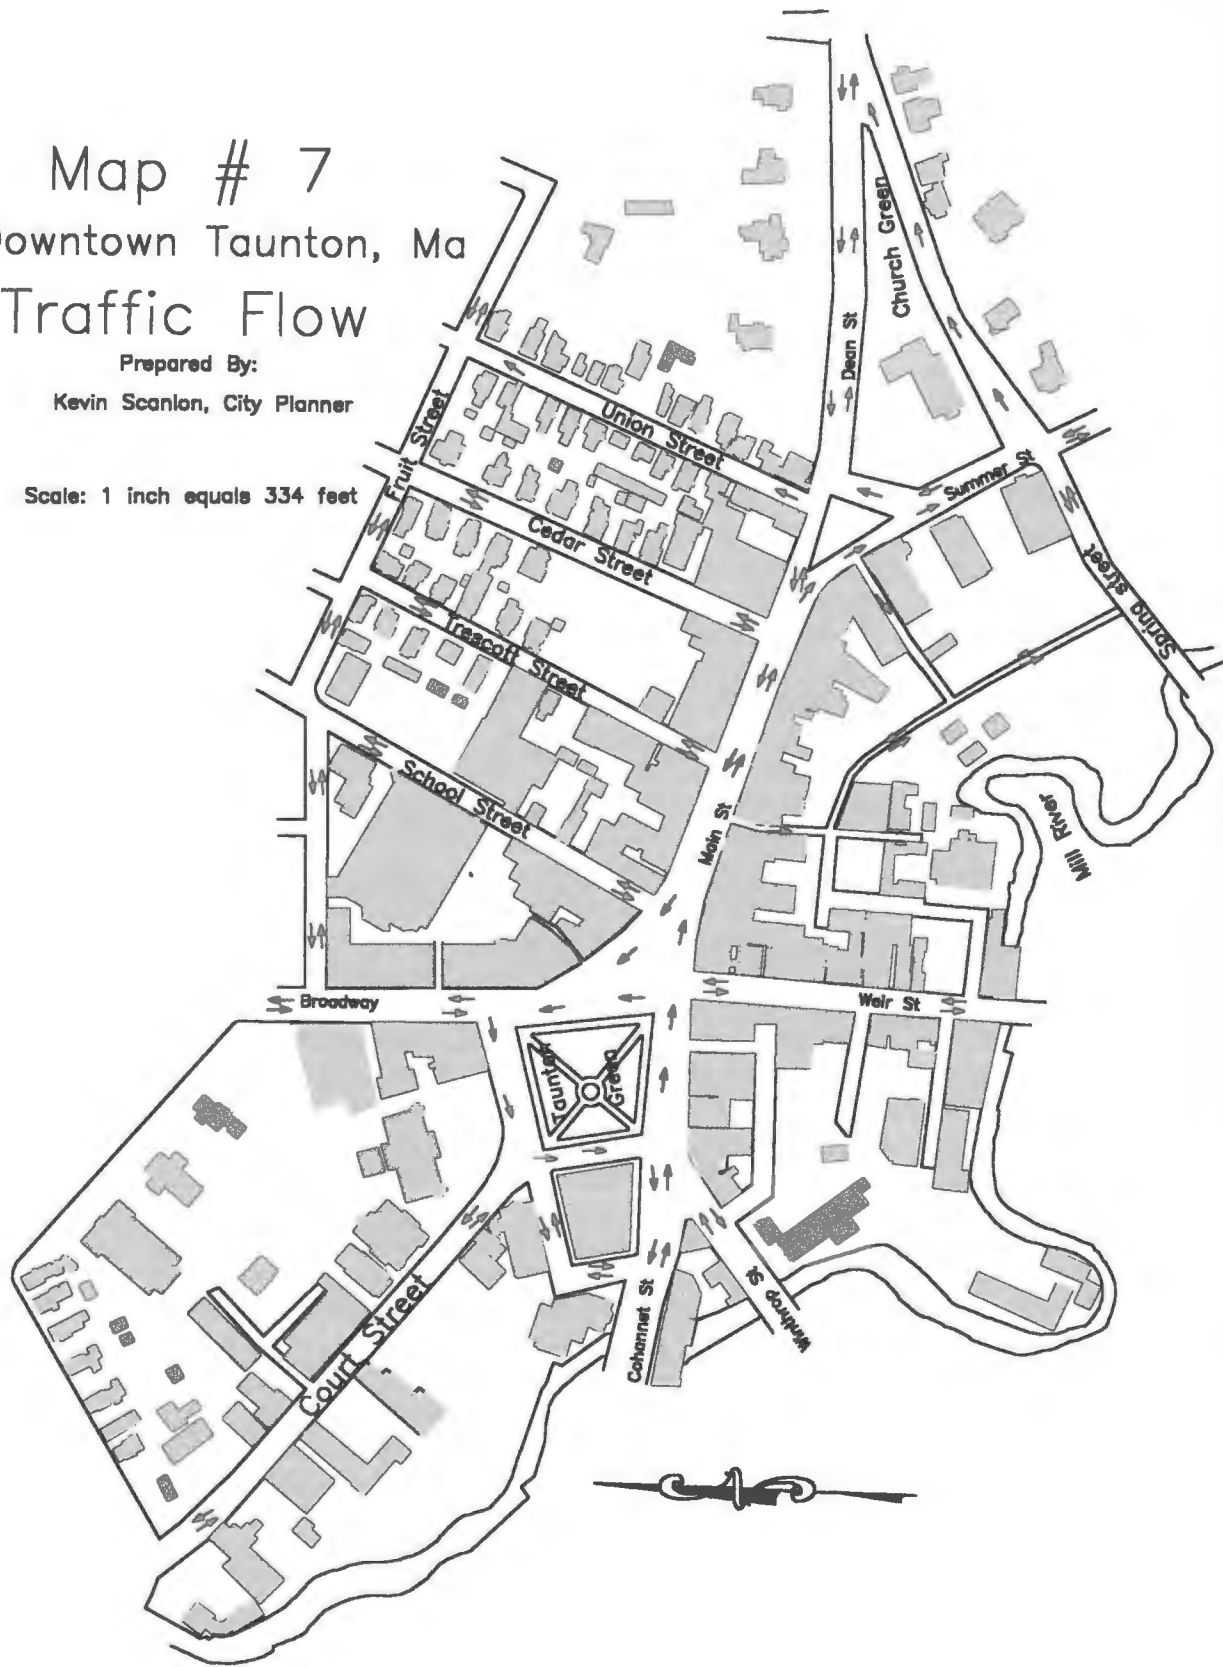 Map # 7
Downtown Taunton, Ma
Traffic Flow
Prepared By:
Kevin Scanlon, City Planner
Scale: 1 inch equals 334 feet
Church Green
Dean St
Union Street
Fruit Street
Summer St
Cedar Street
Spring street
Trescott Street
School Street
Main St
Mill River
Broadway
Weir St
Taunton
Green
Court Street
Cohannet St
Winthrop St